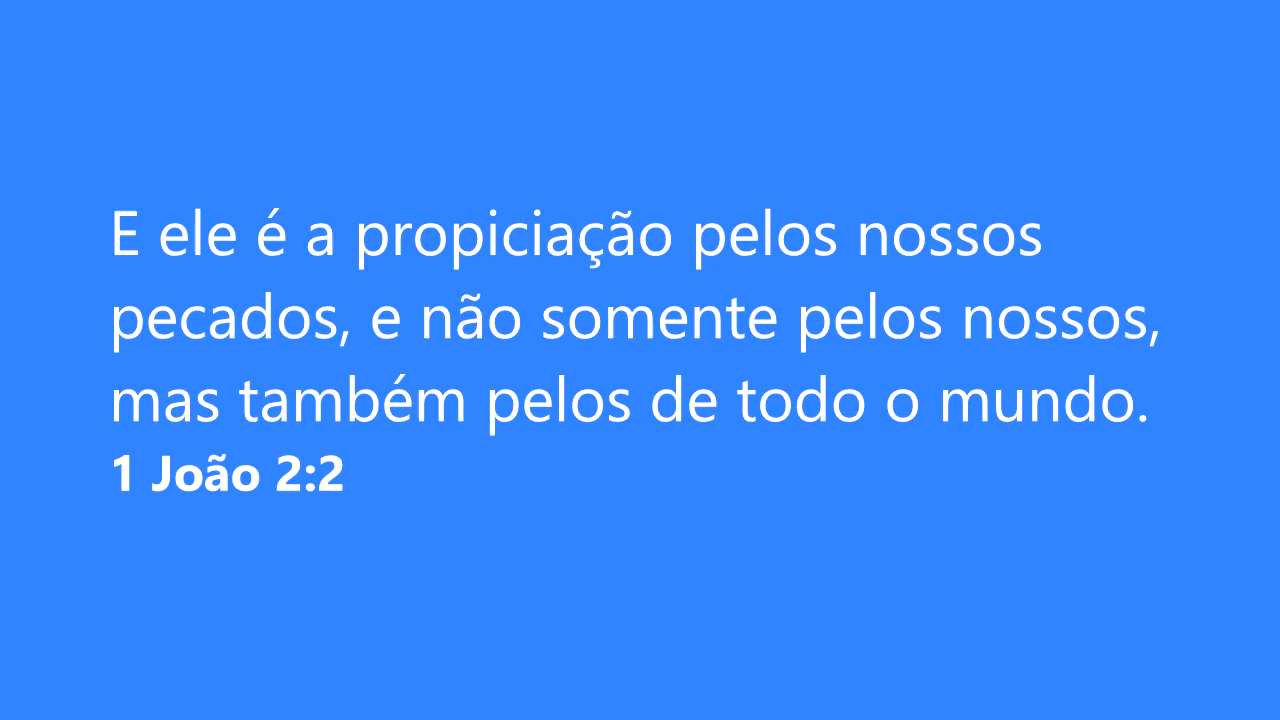 E ele é a propiciação pelos nossos
pecados, e não somente pelos nossos,
mas também pelos de todo o mundo.
1 João 2:2